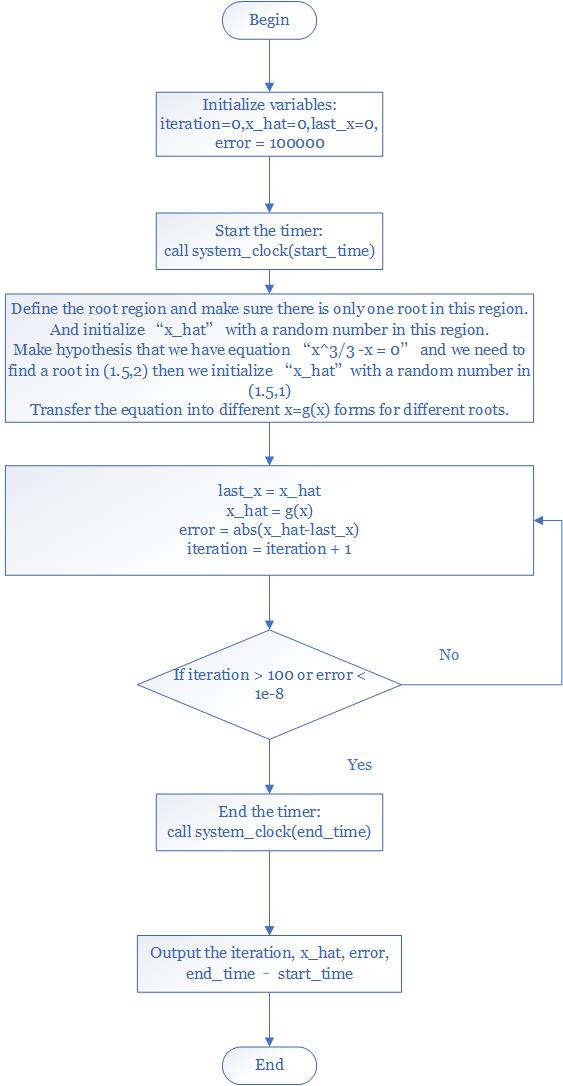 Begin
Initialize variables:
iteration=0,x_hat=0,last_x=0,
error = 100000
Start the timer:
call system_clock(start_time)
Define the root region and make sure there is only one root in this region.
And initialize “x_hat” with a random number in this region.
Make hypothesis that we have equation “x^3/3 -x = 0” and we need to
find a root in (1.5,2) then we initialize “x_hat” with a random number in
(1.5,1)
Transfer the equation into different x=g(x) forms for different roots.
last_x = x_hat
x_hat = g(x)
error = abs(x_hat-last_x)
iteration = iteration + 1
If iteration > 100 or error <
1e-8
No
Yes
End the timer:
call system_clock(end_time)
Output the iteration, x_hat, error,
end_time - start_time
End